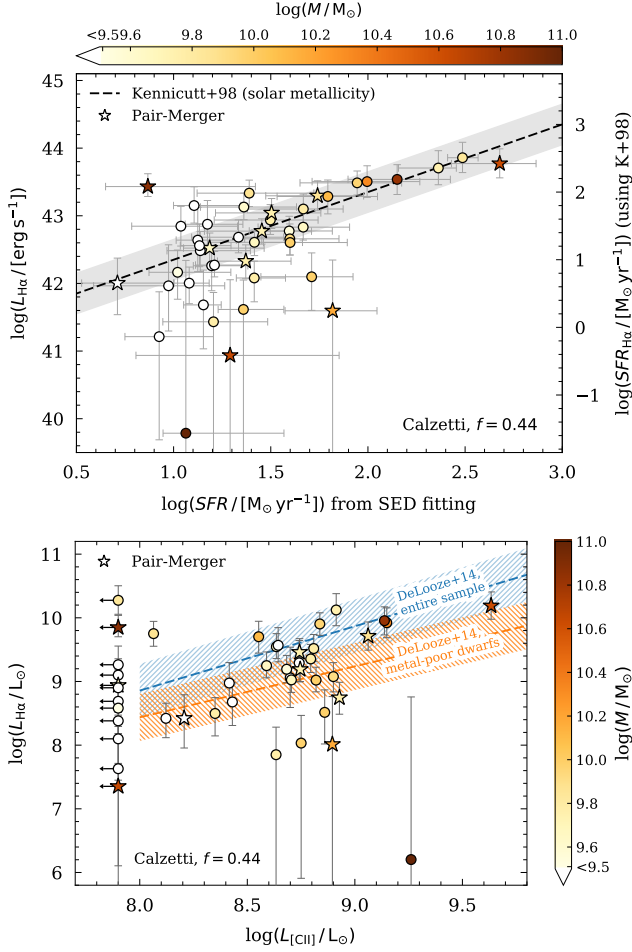 log(M/M⊙)
<9.5 9.6 9.8 10.0 10.2 10.4 10.6 10.8 11.0
Kennicutt+98 (solar metallicity)
Pair-Merger
45
44
43
42
41
40
log(L_Hα / [erg s⁻¹])
3
2
1
0
−1
log(SFR_Hα / [M⊙ yr⁻¹]) (using K+98)
Calzetti, f = 0.44
0.5 1.0 1.5 2.0 2.5 3.0
log(SFR / [M⊙ yr⁻¹]) from SED fitting
Pair-Merger
DeLooze+14,
entire sample
DeLooze+14,
metal-poor dwarfs
11
10
9
8
7
6
log(L_Hα / L⊙)
Calzetti, f = 0.44
8.0 8.5 9.0 9.5
log(L_[CII] / L⊙)
11.0
10.8
10.6
10.4
10.2
10.0
9.8
9.6
<9.5
log(M/M⊙)